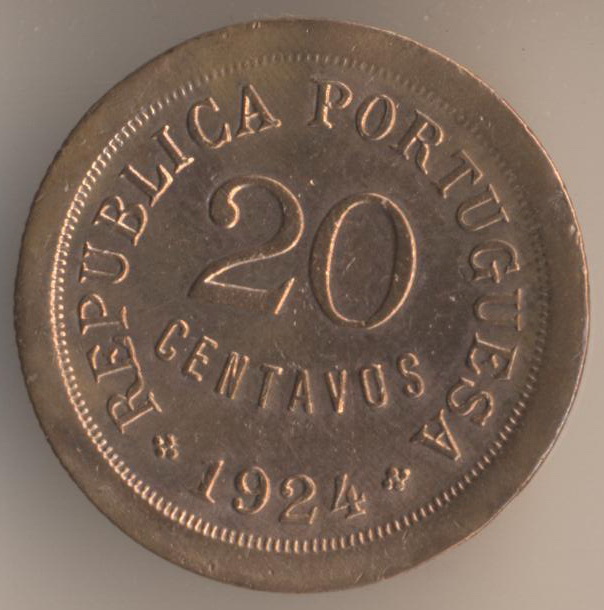 REPUBLICA PORTUGUESA
20
CENTAVOS
1924